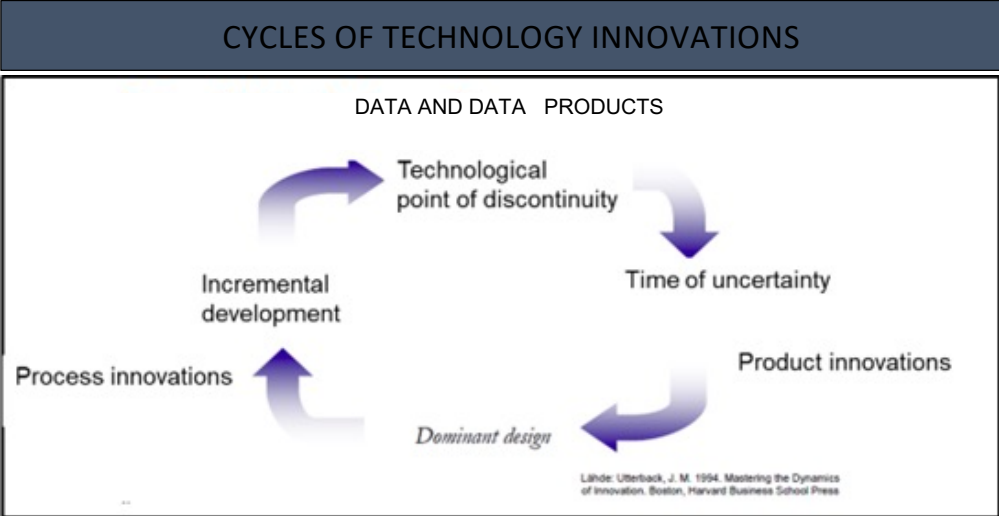 CYCLES OF TECHNOLOGY INNOVATIONS
DATA AND DATA PRODUCTS
Technological
point of discontinuity
Time of uncertainty
Incremental
development
Product innovations
Process innovations
Dominant design
Lähde: Utterback, J. M. 1994. Mastering the Dynamics
of Innovation. Boston, Harvard Business School Press